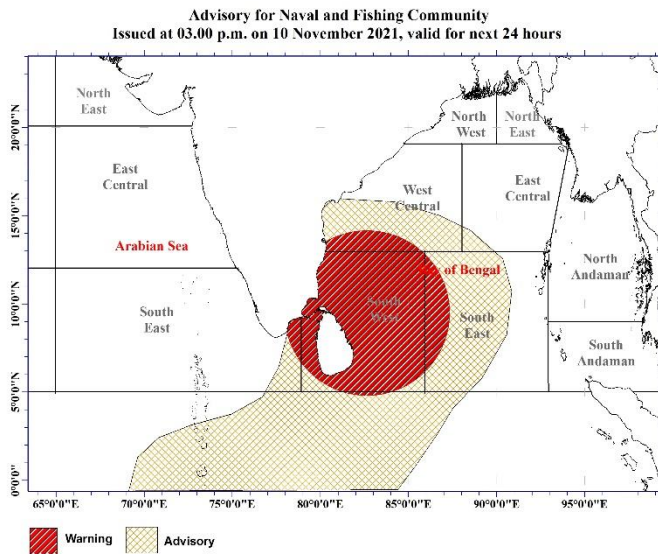 Advisory for Naval and Fishing Community
Issued at 03.00 p.m. on 10 November 2021, valid for next 24 hours
North
East
North
West
North
East
20°0'0"N
East
Central
West
Central
East
Central
15°0'0"N
Arabian Sea
Bay of Bengal
North
Andaman
10°0'0"N
South
East
South
West
South
East
South
Andaman
5°0'0"N
0°0'0"
65°0'0"E 70°0'0"E 75°0'0"E 80°0'0"E 85°0'0"E 90°0'0"E 95°0'0"E
Warning
Advisory